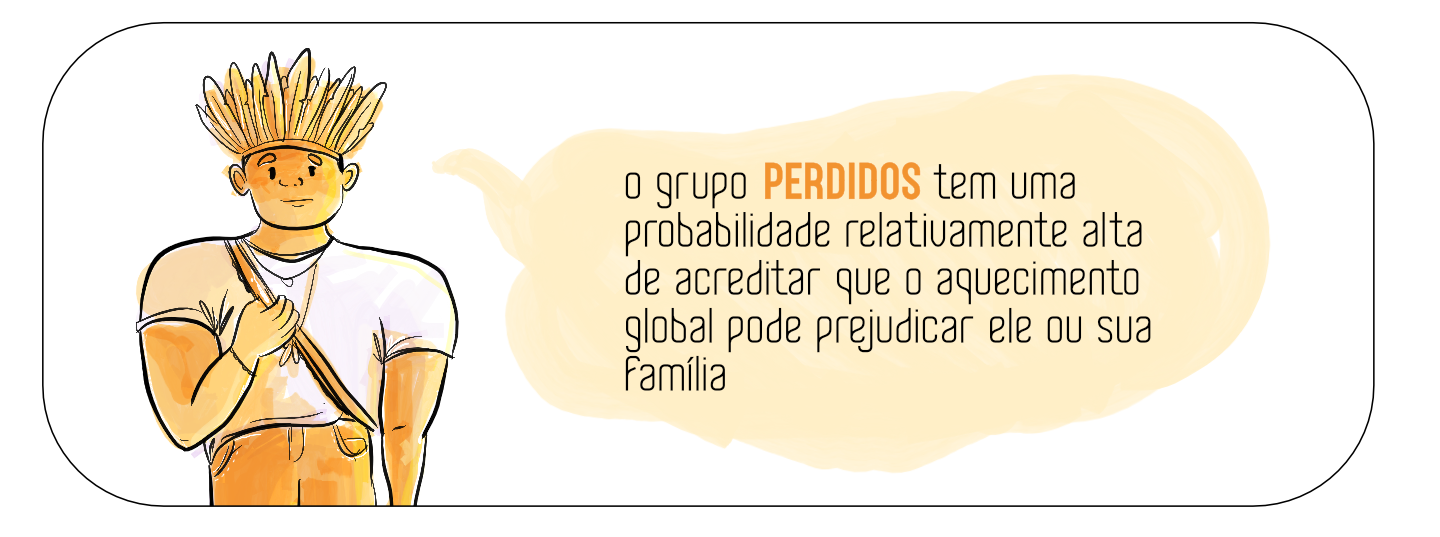 o grupo PERDIDOS tem uma
probabilidade relativamente alta
de acreditar que o aquecimento
global pode prejudicar ele ou sua
família